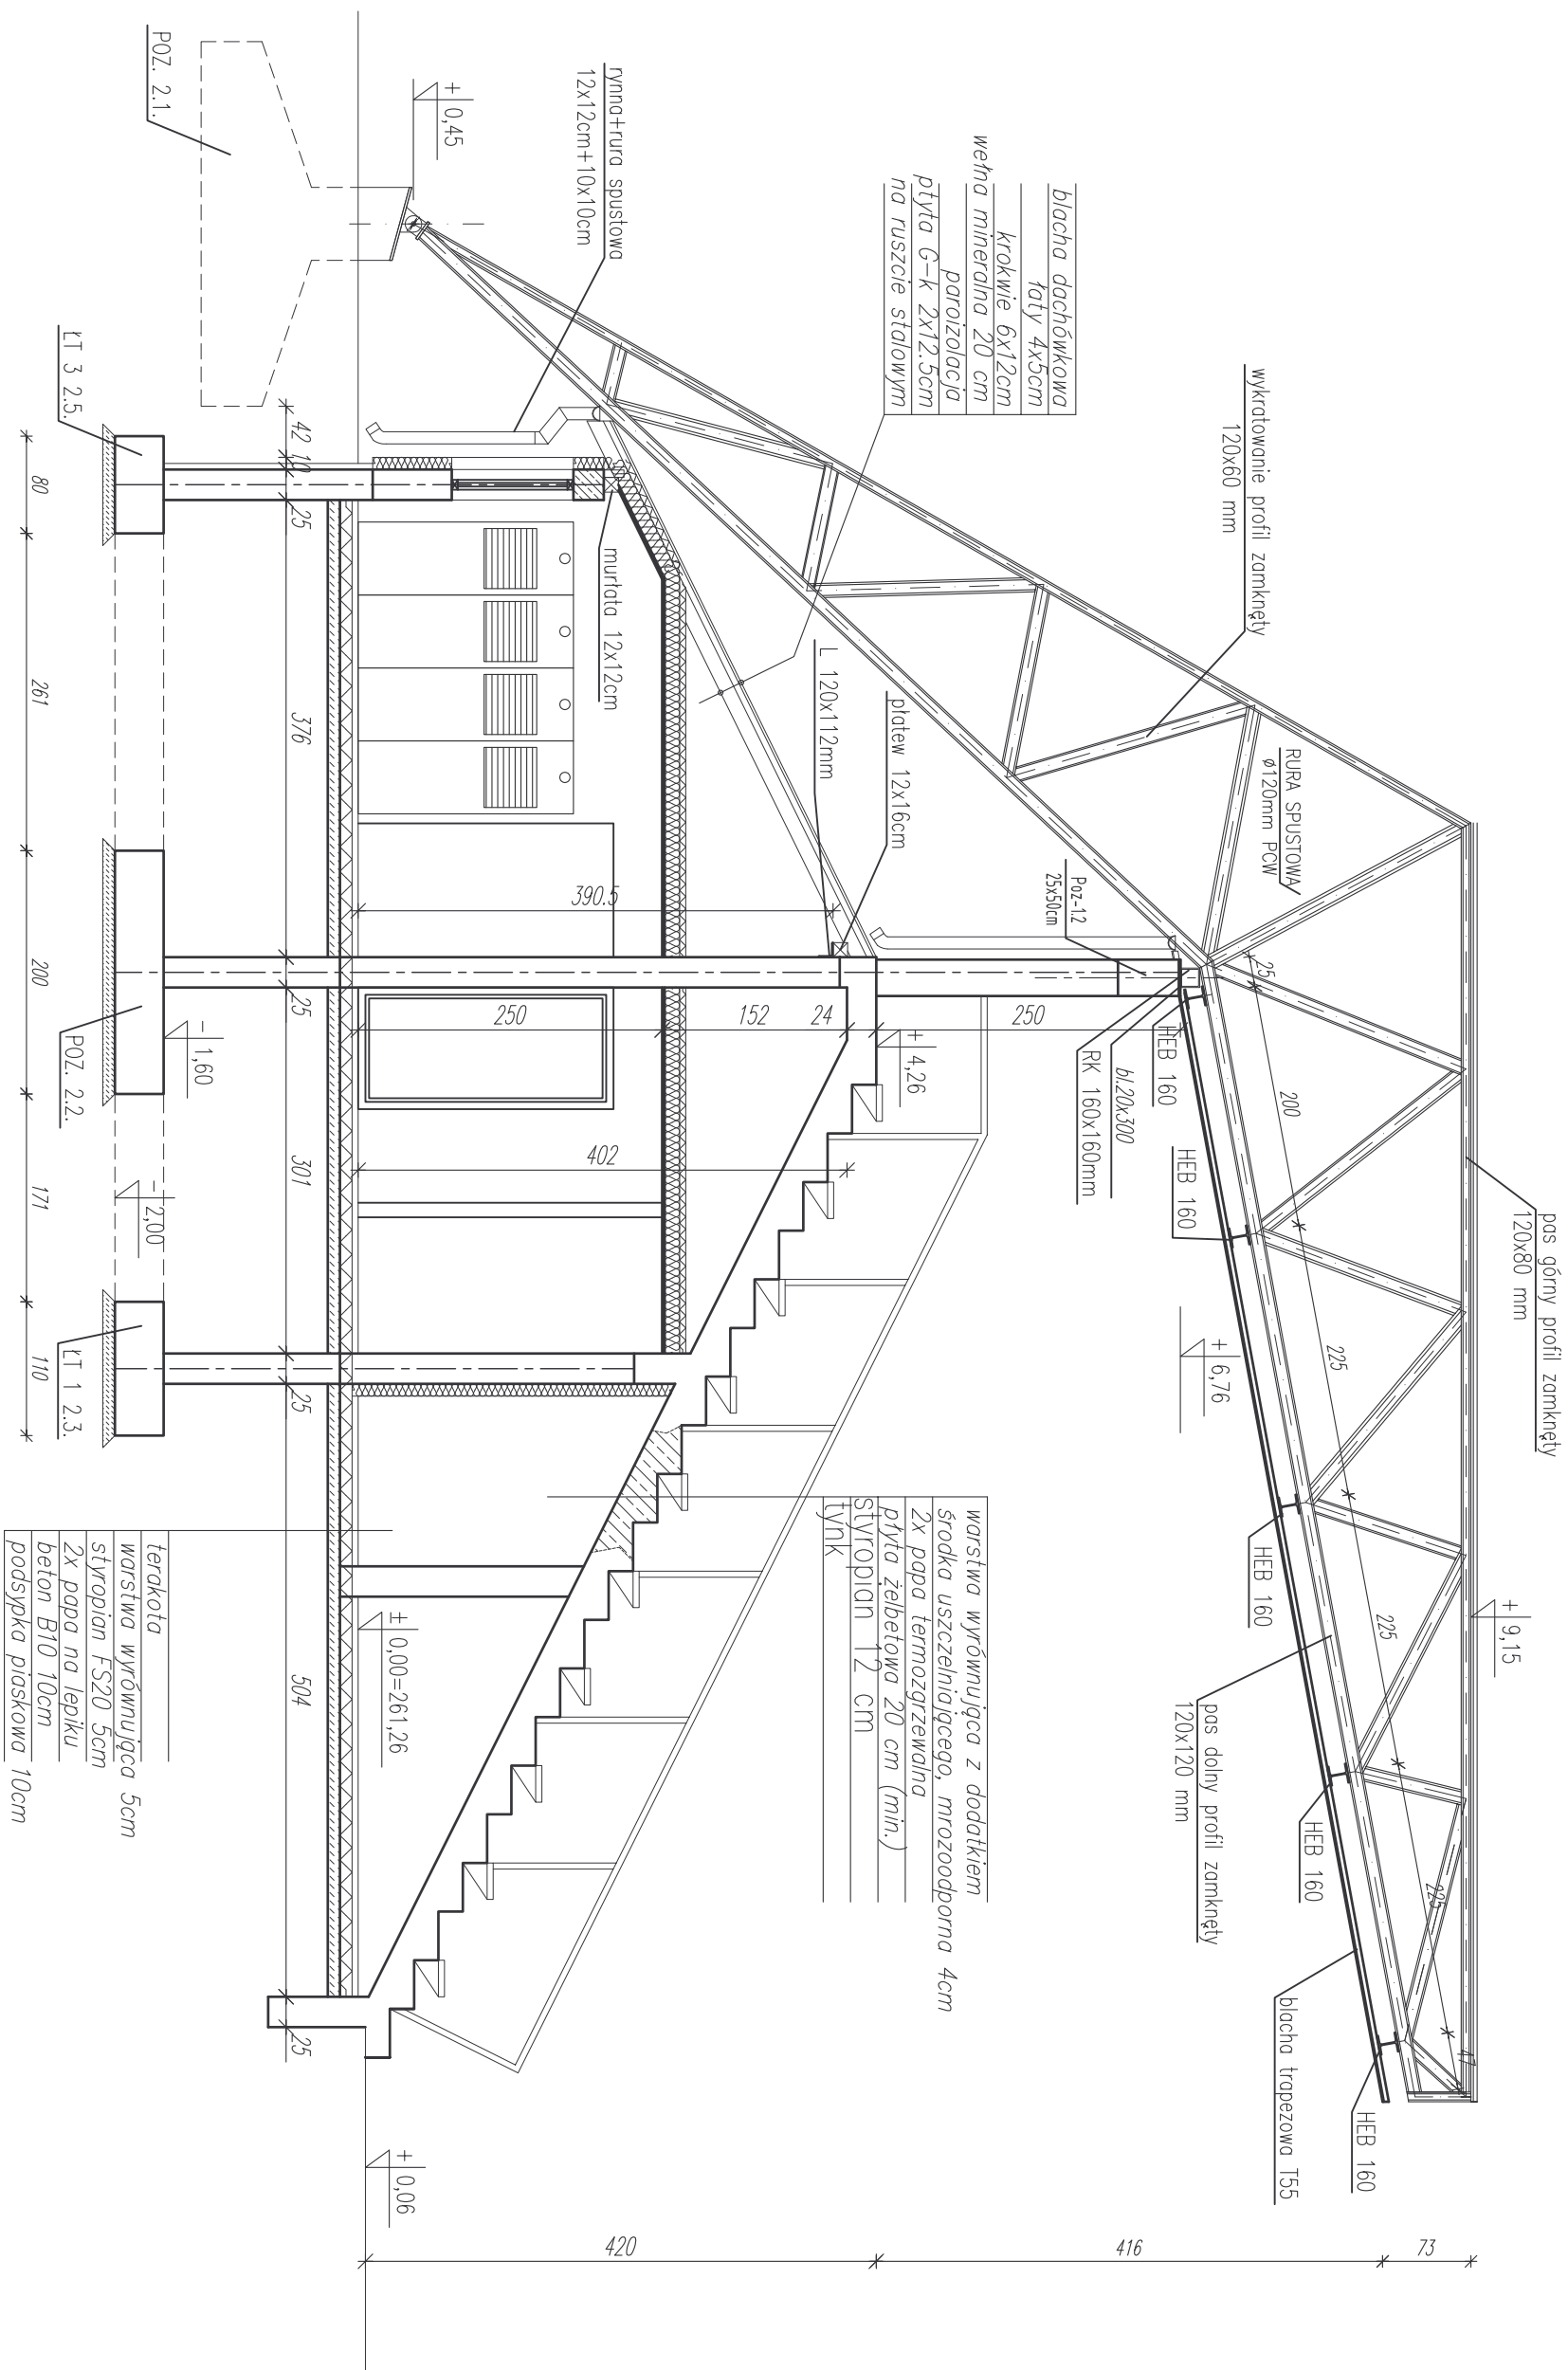 pas górny profil zamknęty
120x80 mm
+ 9,15
wykratowanie profil zamknęty
120x60 mm
RURA SPUSTOWA
ø120mm PCW
25
200
225
225
225
47
73
blacha dachówkowa
łaty 4x5cm
krokwie 6x12cm
wełna mineralna 20 cm
paroizolacja
płyta G-k 2x12.5cm
na ruszcie stalowym
Poz-1.2
25x50cm
HEB 160
HEB 160
HEB 160
HEB 160
HEB 160
bl.20x300
RK 160x160mm
+ 6,76
pas dolny profil zamknęty
120x120 mm
blacha trapezowa T55
416
płatew 12x16cm
L 120x112mm
250
+ 4,26
24
152
250
390.5
402
warstwa wyrównująca z dodatkiem
środka uszczelniającego, mrozoodporna 4cm
2x papa termozgrzewalna
płyta żelbetowa 20 cm (min.)
styropian 12 cm
tynk
420
rynna+rura spustowa
12x12cm+10x10cm
murłata 12x12cm
+ 0,45
± 0,00=261,26
+ 0,06
42
10
25
376
25
301
25
504
25
POZ. 2.1.
- 1,60
- 2,00
ŁT 3 2.5.
POZ. 2.2.
ŁT 1 2.3.
terakota
warstwa wyrównująca 5cm
styropian FS20 5cm
2x papa na lepiku
beton B10 10cm
podsypka piaskowa 10cm
80
261
200
171
110